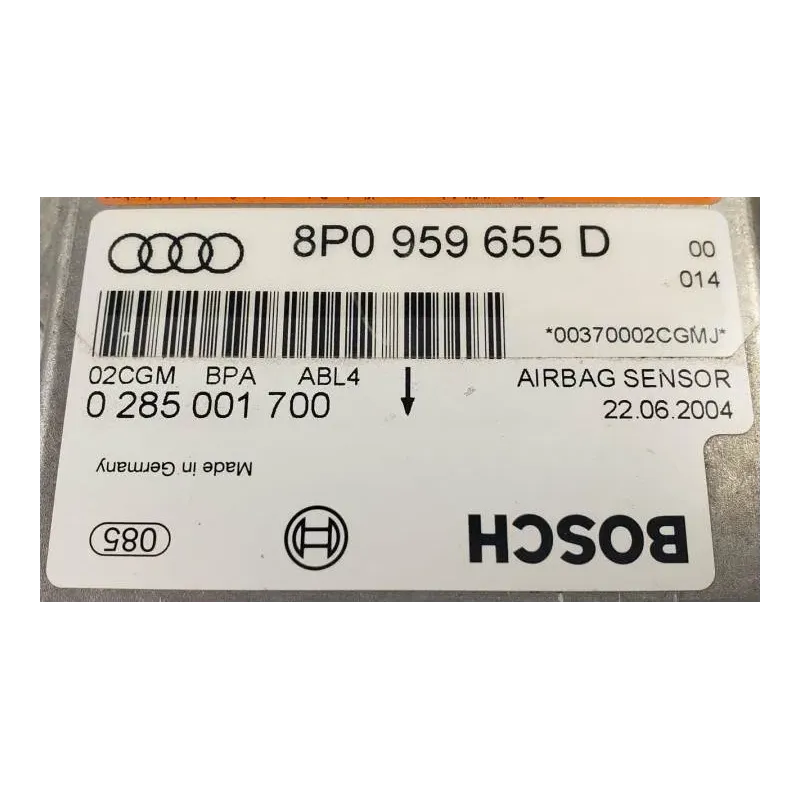 8P0 959 655 D 00
014
*00370002CGMJ*
02CGM BPA ABL4 AIRBAG SENSOR
0 285 001 700 22.06.2004
Made in Germany
085
BOSCH